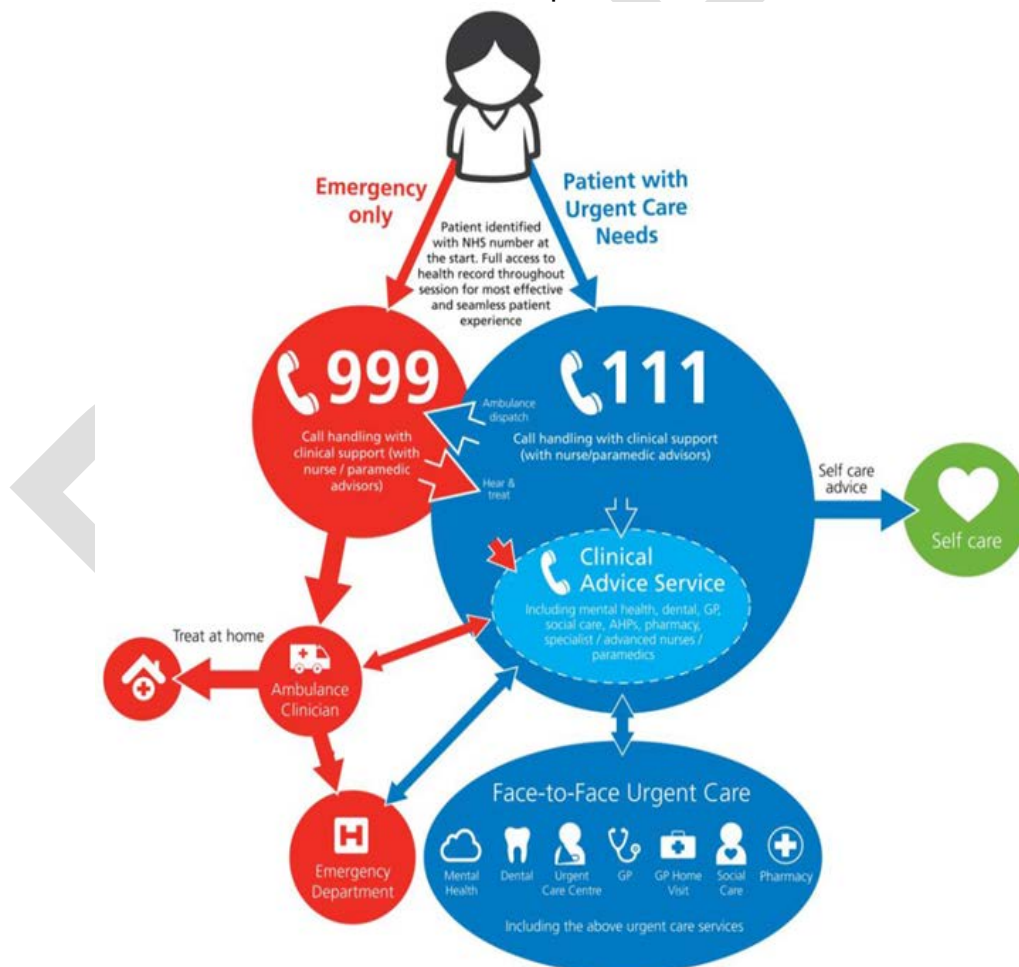 Emergency
only
Patient with
Urgent Care
Needs
Patient identified
with NHS number at
the start. Full access to
health record throughout
session for most effective
and seamless patient
experience
999
Call handling with
clinical support (with
nurse / paramedic
advisors)
111
Call handling with clinical support
(with nurse/paramedic advisors)
Ambulance
dispatch
Hear &
treat
Self care
advice
Self care
Clinical
Advice Service
Including mental health, dental, GP,
social care, AHPs, pharmacy,
specialist / advanced nurses /
paramedics
Treat at home
Ambulance
Clinician
H
Emergency
Department
Face-to-Face Urgent Care
Mental
Health
Dental
Urgent
Care Centre
GP
GP Home
Visit
Social
Care
Pharmacy
Including the above urgent care services